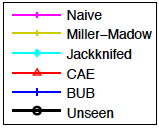 Naive
Miller-Madow
Jackknifed
CAE
BUB
Unseen